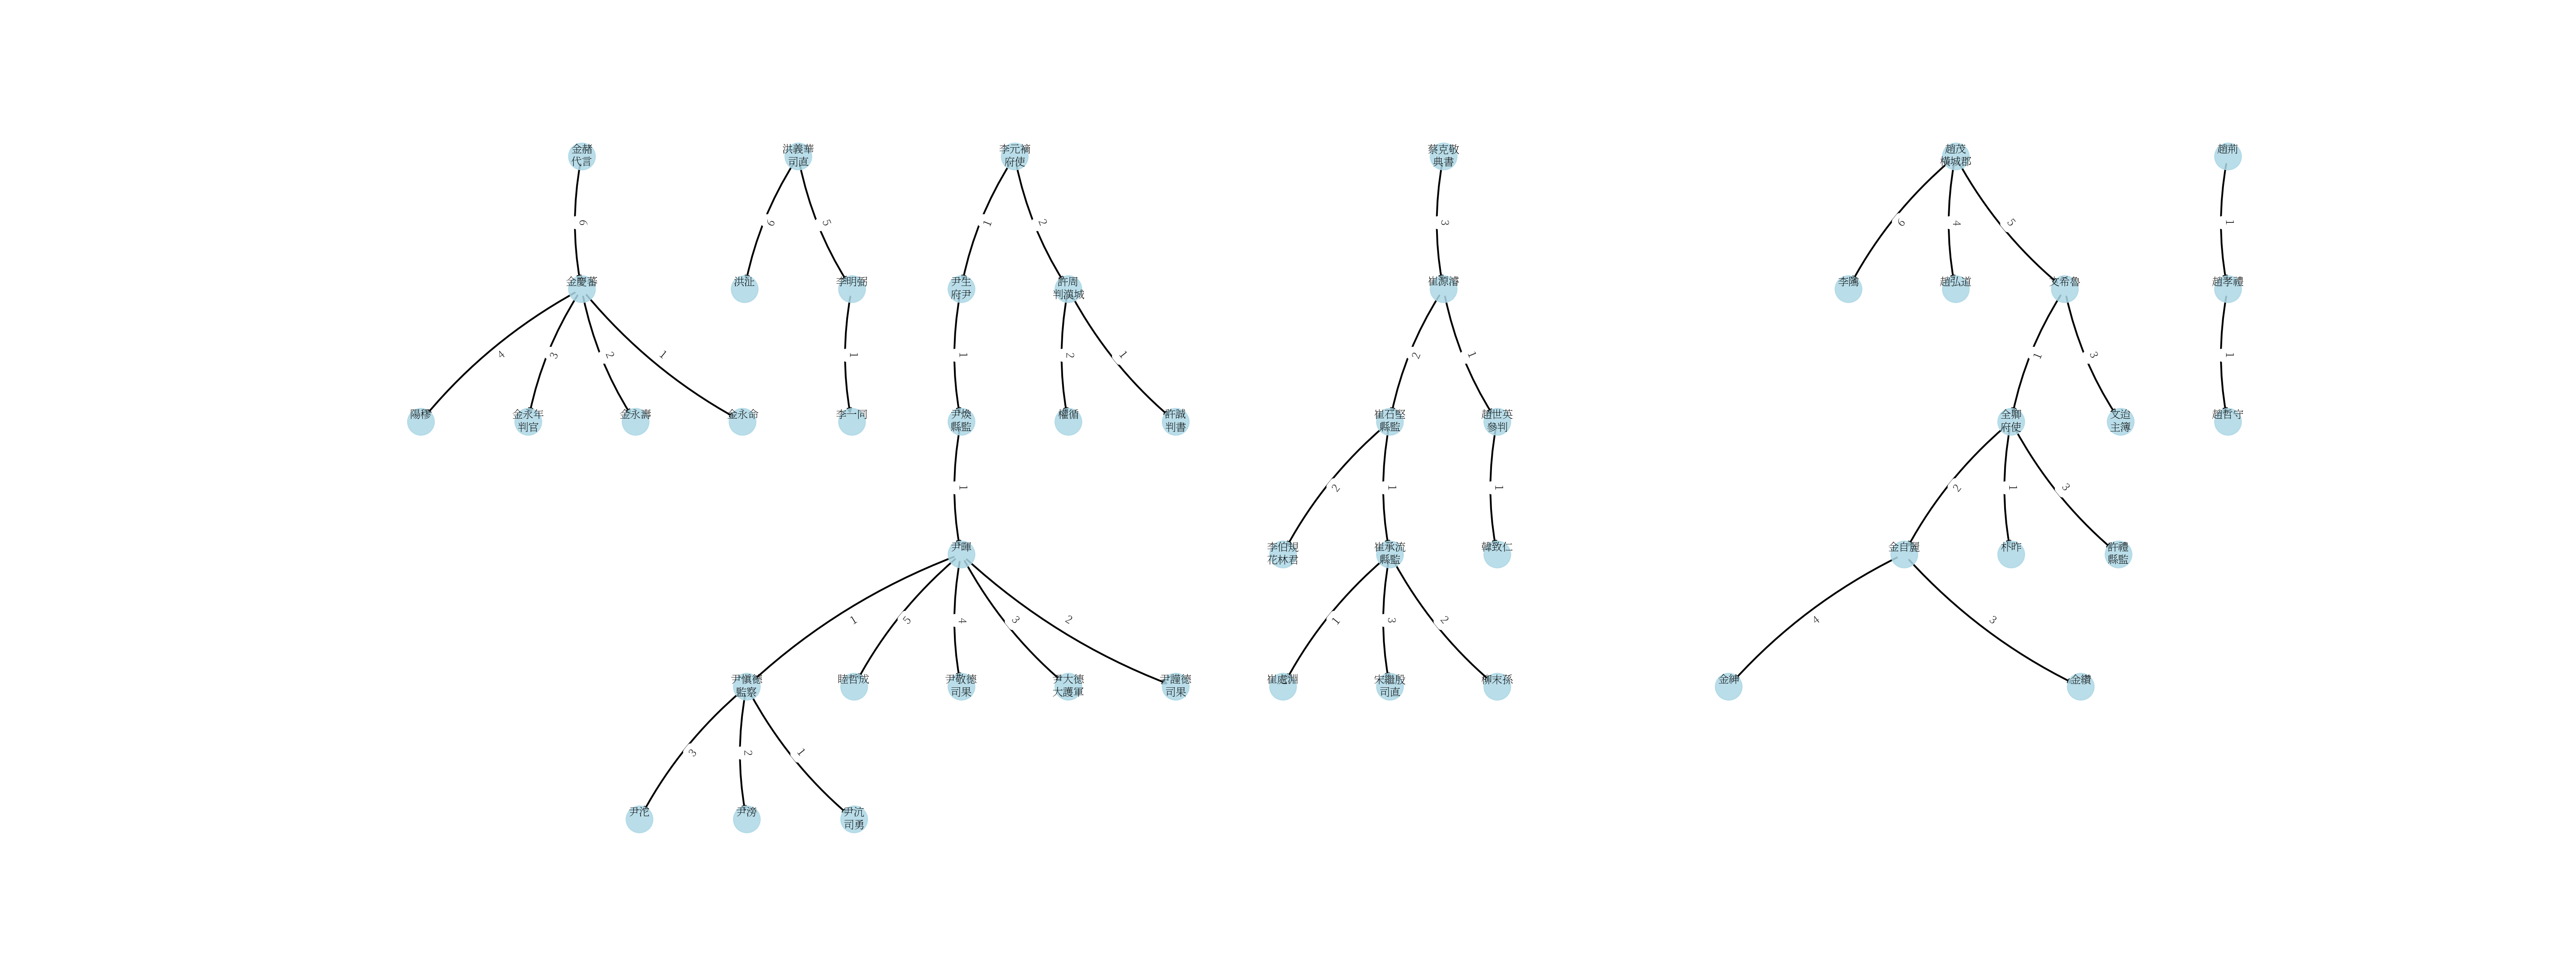 金赭
代言
洪義華
司直
李元裯
府使
蔡克敬
典書
趙茂
橫城郡
趙荊
6
6
5
1
2
3
6
4
5
1
金慶蕃
洪沚
李明弼
尹生
府尹
許周
判漢城
崔源濬
李隅
趙弘道
文希魯
趙孝禮
4
3
2
1
1
1
2
1
2
1
1
3
1
陽穆
金永年
判官
金永壽
金永命
李一同
尹煥
縣監
權循
許誠
判書
崔石堅
縣監
趙世英
參判
全卿
府使
文迨
主簿
趙哲守
1
2
1
1
2
1
3
尹暉
李伯規
花林君
崔承流
縣監
韓致仁
金自麗
朴昨
許禮
縣監
1
5
4
3
2
1
3
2
4
3
尹愼德
監察
睦哲成
尹敬德
司果
尹大德
大護軍
尹謹德
司果
崔處淵
宋繼殷
司直
柳末孫
金紳
金纘
3
2
1
尹沱
尹滂
尹沆
司勇